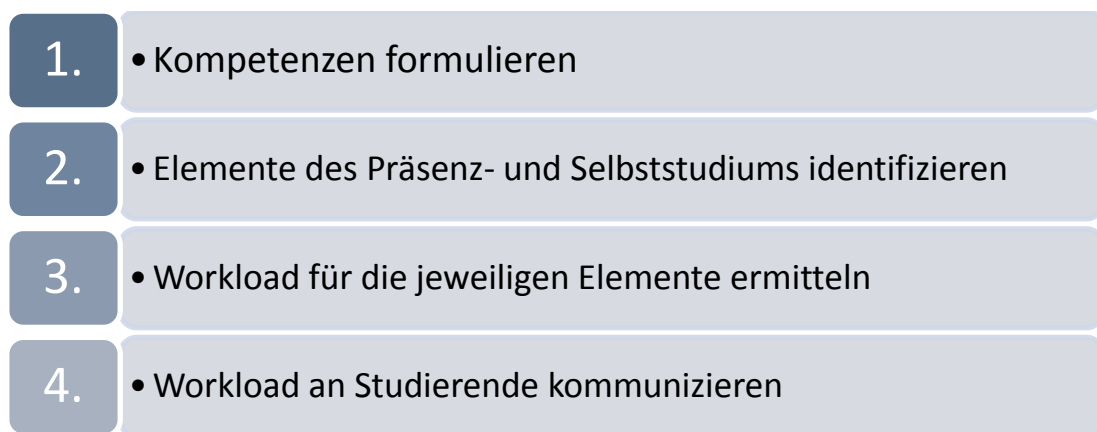 1. • Kompetenzen formulieren
2. • Elemente des Präsenz- und Selbststudiums identifizieren
3. • Workload für die jeweiligen Elemente ermitteln
4. • Workload an Studierende kommunizieren